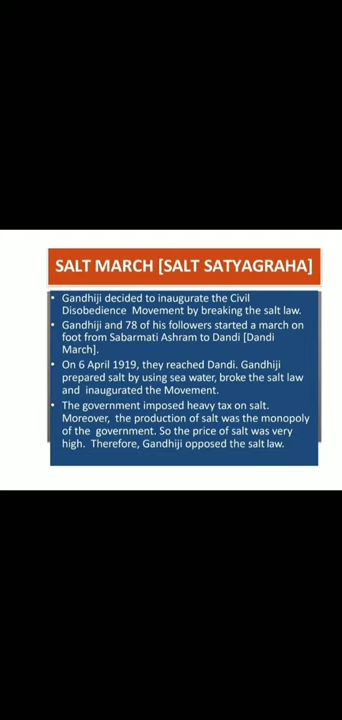 SALT MARCH [SALT SATYAGRAHA]
• Gandhiji decided to inaugurate the Civil
Disobedience Movement by breaking the salt law.
• Gandhiji and 78 of his followers started a march on
foot from Sabarmati Ashram to Dandi [Dandi
March].
• On 6 April 1919, they reached Dandi. Gandhiji
prepared salt by using sea water, broke the salt law
and inaugurated the Movement.
• The government imposed heavy tax on salt.
Moreover, the production of salt was the monopoly
of the government. So the price of salt was very
high. Therefore, Gandhiji opposed the salt law.